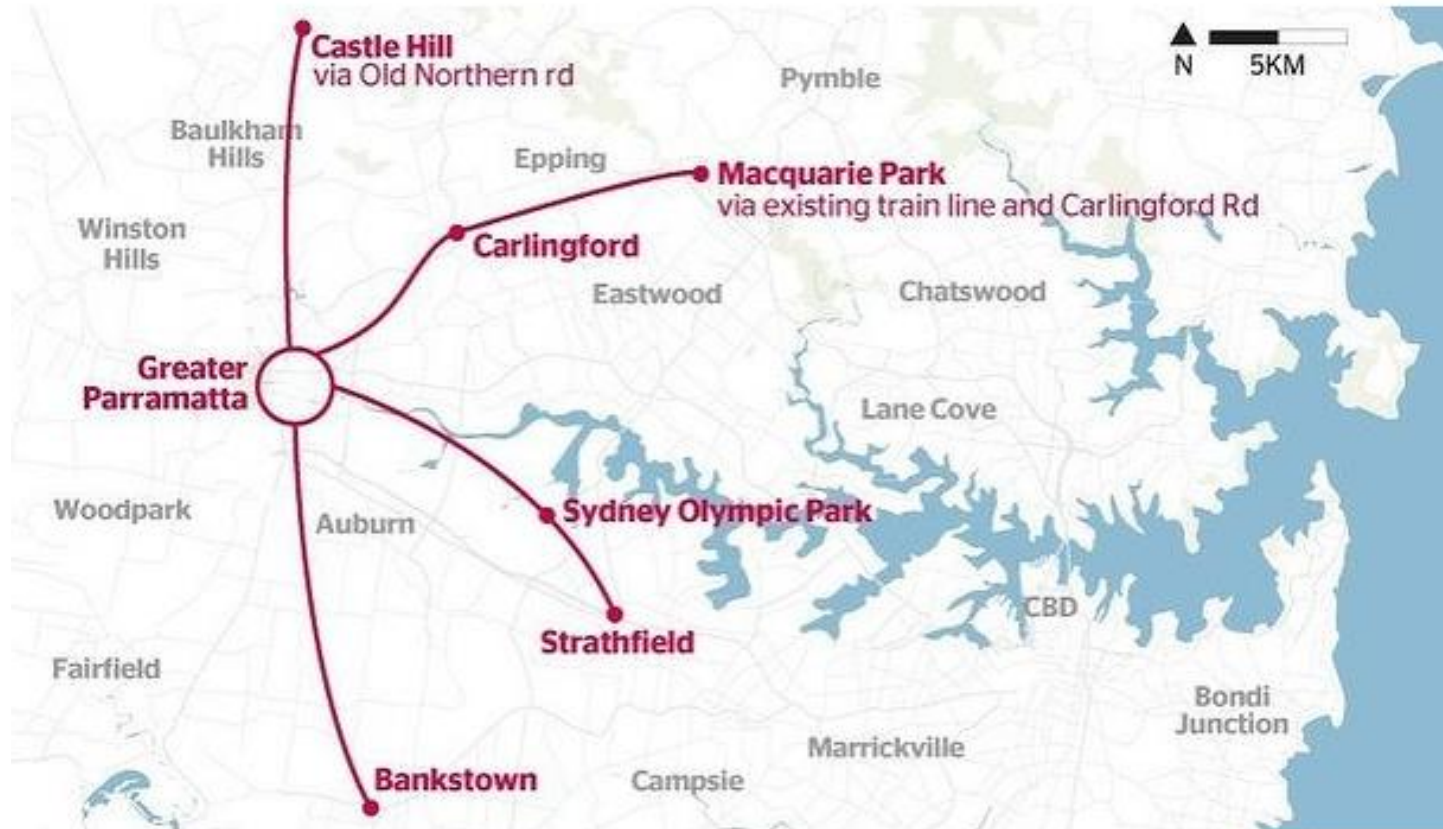 Castle Hill
via Old Northern rd
N
5KM
Pymble
Baulkham
Hills
Epping
Macquarie Park
via existing train line and Carlingford Rd
Winston
Hills
Carlingford
Eastwood
Chatswood
Greater
Parramatta
Lane Cove
Woodpark
Auburn
Sydney Olympic Park
CBD
Strathfield
Fairfield
Bondi
Junction
Marrickville
Bankstown
Campsie